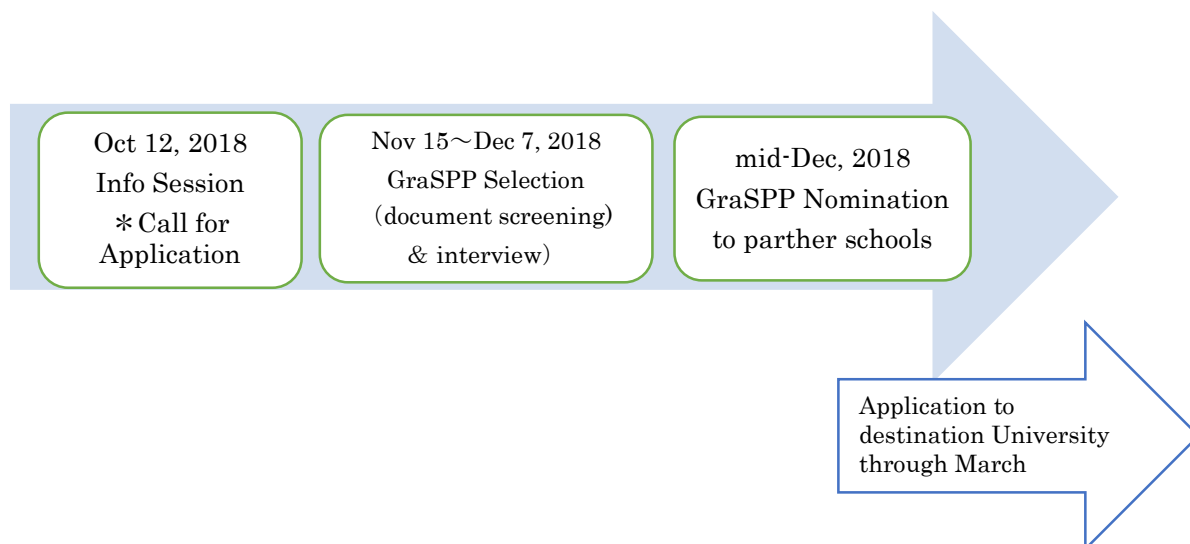 Oct 12, 2018
Info Session
＊Call for
Application
Nov 15～Dec 7, 2018
GraSPP Selection
（document screening)
& interview）
mid-Dec, 2018
GraSPP Nomination
to parther schools
Application to
destination University
through March